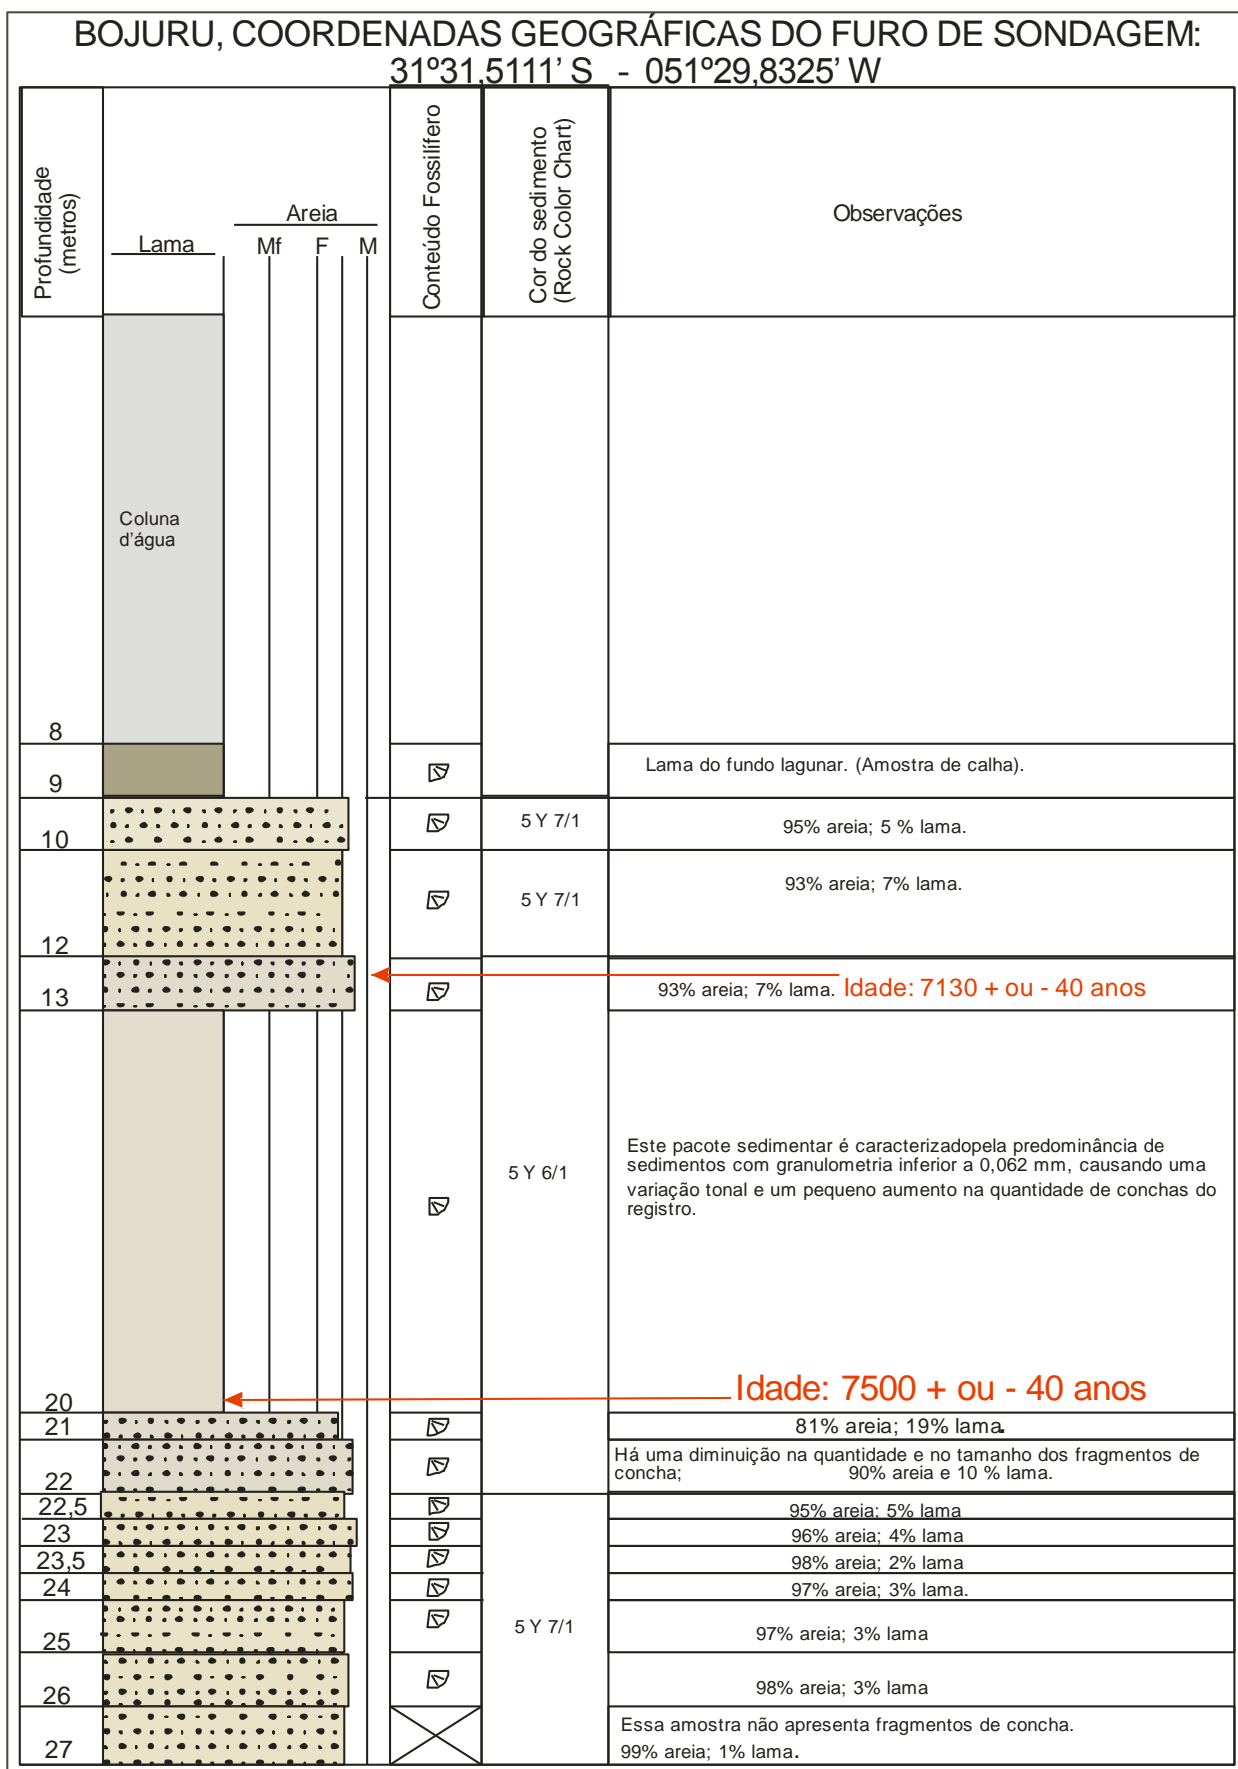 BOJURU, COORDENADAS GEOGRÁFICAS DO FURO DE SONDAGEM:
31º31,5111' S - 051º29,8325' W
Profundidade
(metros)
Lama
Areia
Mf F M
Conteúdo Fossilífero
Cor do sedimento
(Rock Color Chart)
Observações
Coluna
d'água
8
9
Lama do fundo lagunar. (Amostra de calha).
10
5 Y 7/1
95% areia; 5 % lama.
12
5 Y 7/1
93% areia; 7% lama.
13
93% areia; 7% lama. Idade: 7130 + ou - 40 anos
5 Y 6/1
Este pacote sedimentar é caracterizadopela predominância de
sedimentos com granulometria inferior a 0,062 mm, causando uma
variação tonal e um pequeno aumento na quantidade de conchas do
registro.
20
Idade: 7500 + ou - 40 anos
21
81% areia; 19% lama.
22
Há uma diminuição na quantidade e no tamanho dos fragmentos de
concha; 90% areia e 10 % lama.
22,5
95% areia; 5% lama
23
96% areia; 4% lama
23,5
98% areia; 2% lama
24
97% areia; 3% lama.
25
5 Y 7/1
97% areia; 3% lama
26
98% areia; 3% lama
27
Essa amostra não apresenta fragmentos de concha.
99% areia; 1% lama.